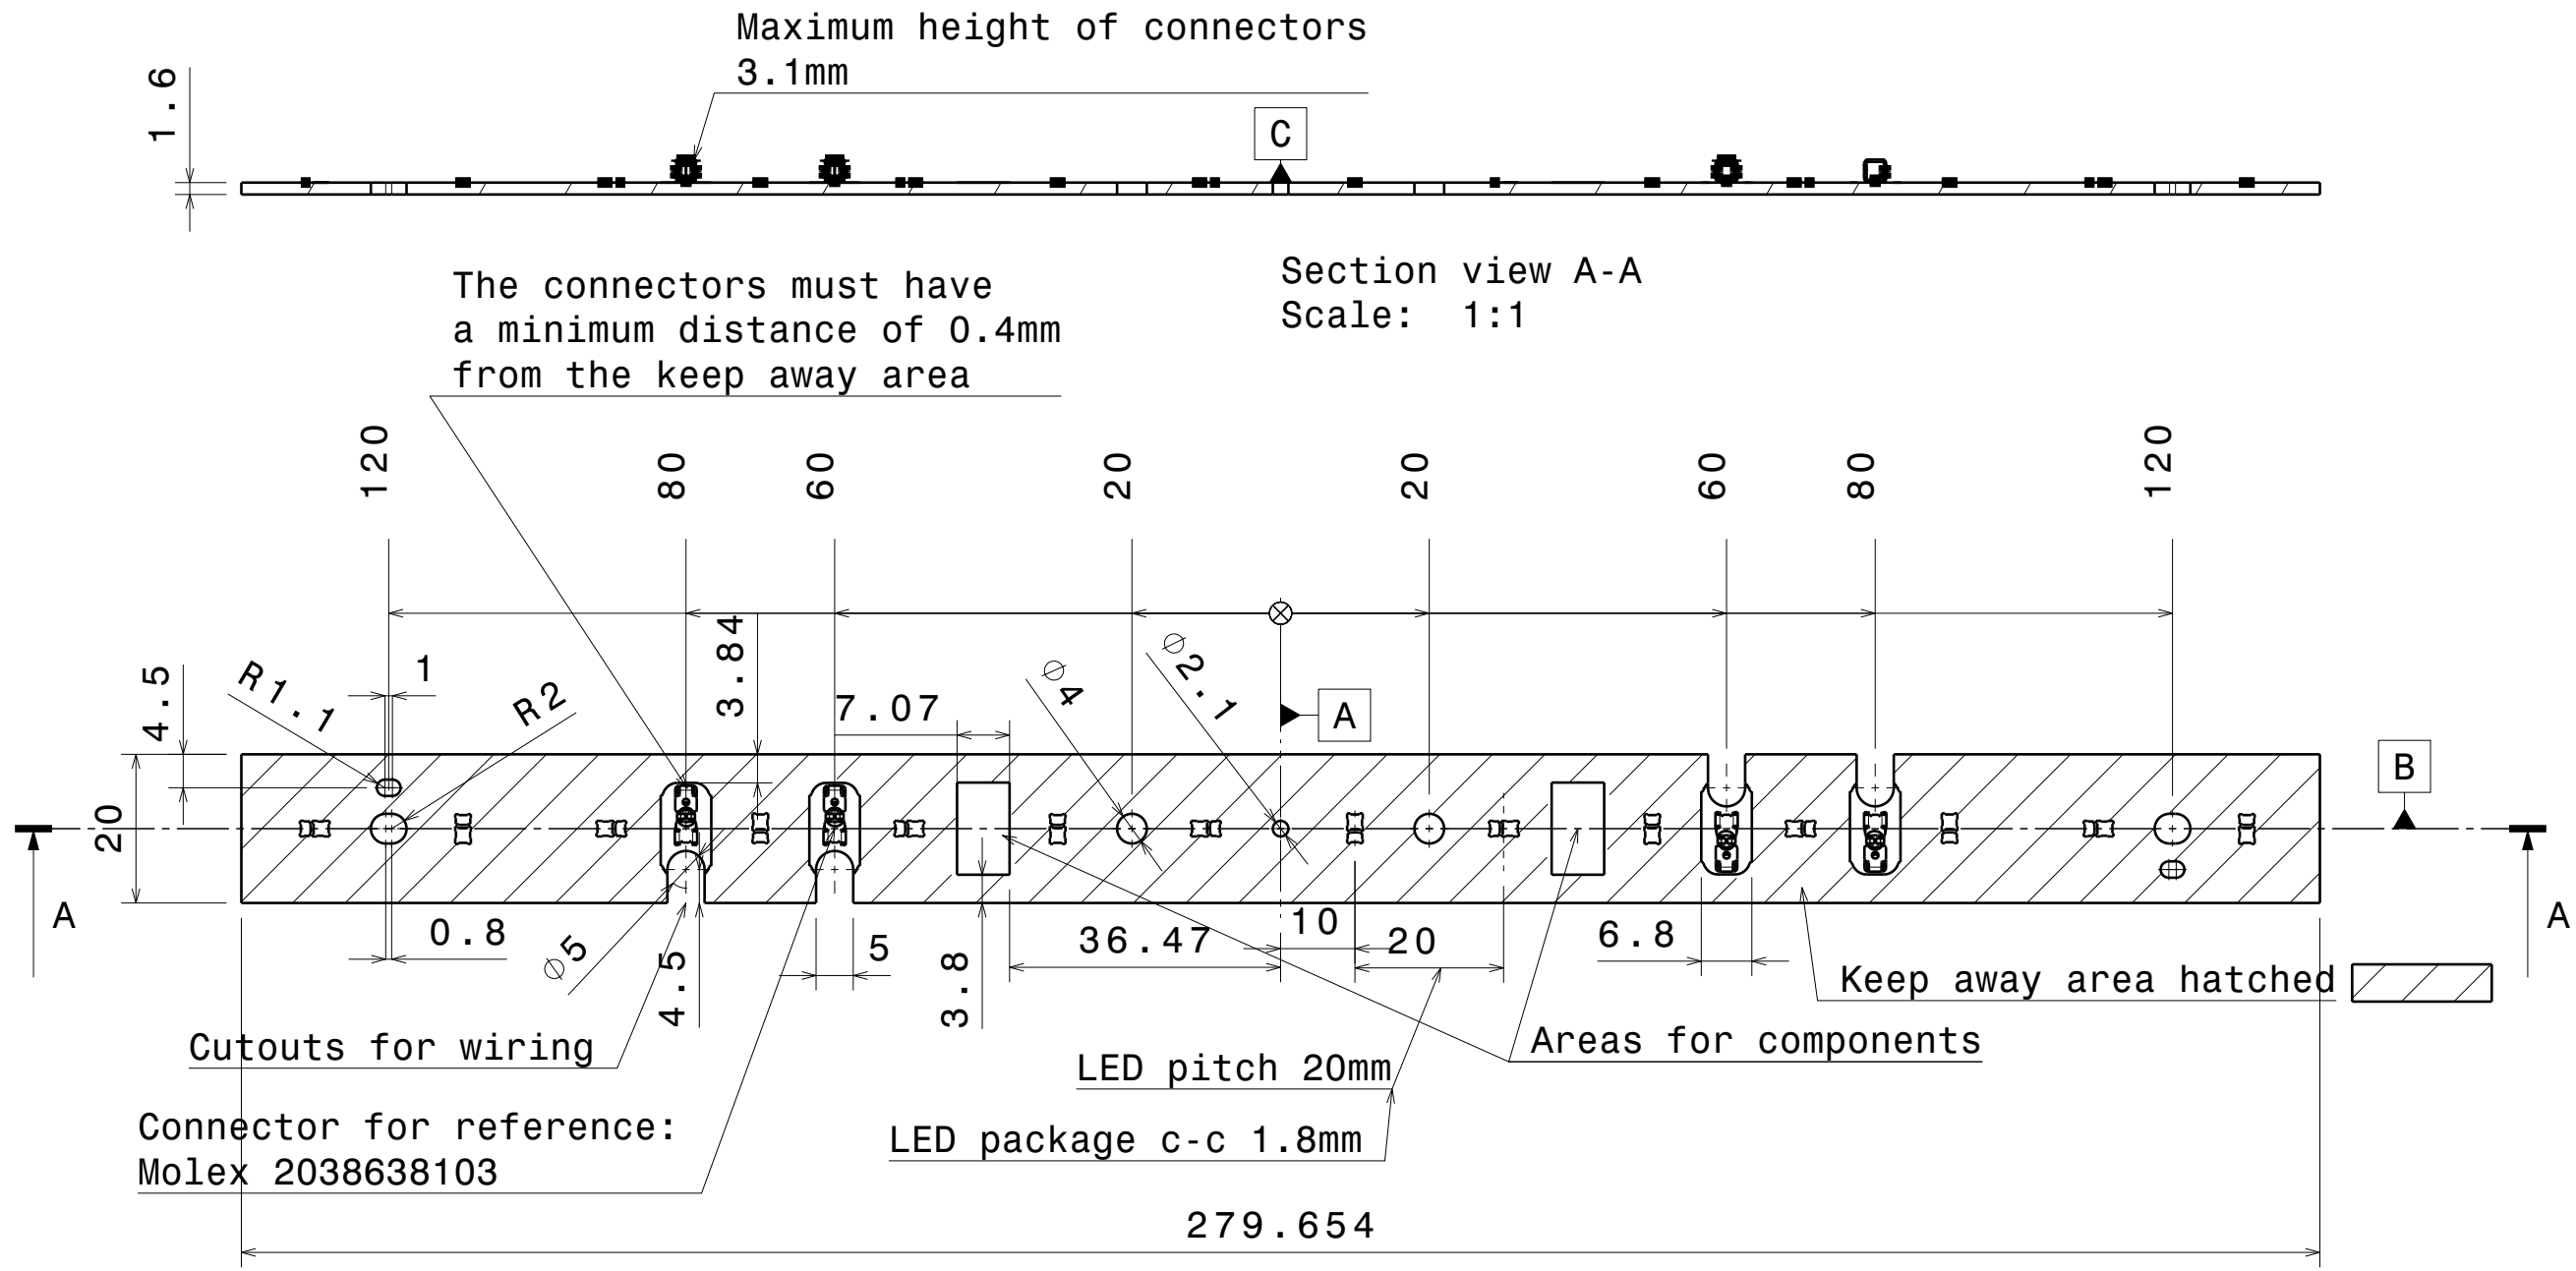 Maximum height of connectors
3.1mm
1.6
C
Section view A-A
Scale: 1:1
The connectors must have
a minimum distance of 0.4mm
from the keep away area
120
80
60
20
20
60
80
120
4.5
R1.1
1
R2
3.84
7.07
∅4
∅2.1
A
B
20
A
A
0.8
∅5
4.5
5
3.8
36.47
10
20
6.8
Keep away area hatched
Cutouts for wiring
Areas for components
LED pitch 20mm
Connector for reference:
Molex 2038638103
LED package c-c 1.8mm
279.654